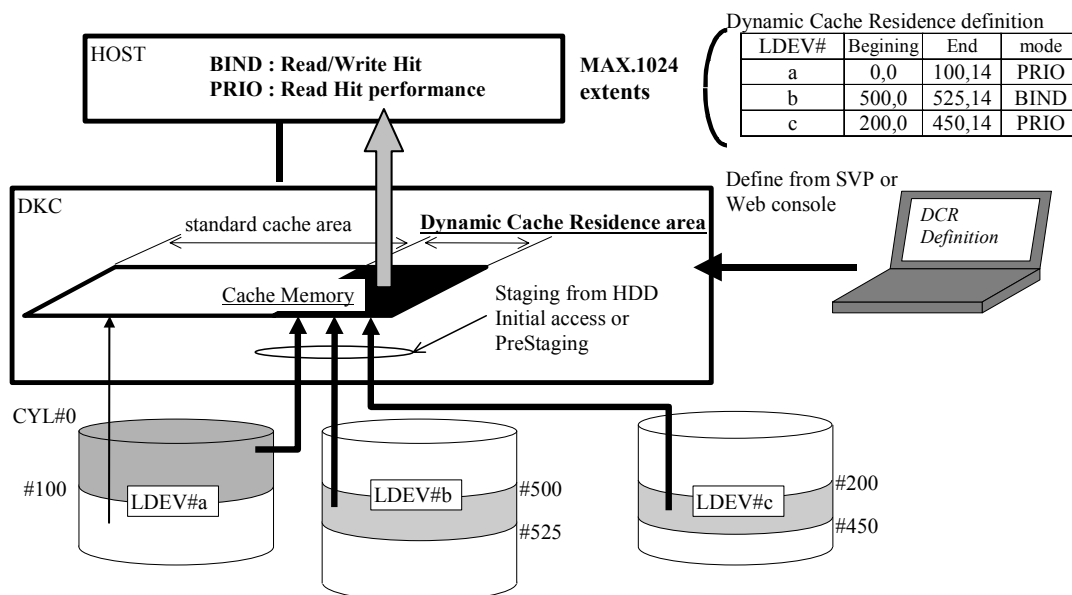 HOST
BIND : Read/Write Hit
PRIO : Read Hit performance
MAX.1024
extents
Dynamic Cache Residence definition
LDEV# Begining End mode
a 0,0 100,14 PRIO
b 500,0 525,14 BIND
c 200,0 450,14 PRIO
Define from SVP or
Web console
DCR
Definition
DKC
standard cache area
Dynamic Cache Residence area
Cache Memory
Staging from HDD
Initial access or
PreStaging
CYL#0
#100
LDEV#a
LDEV#b
#500
#525
LDEV#c
#200
#450